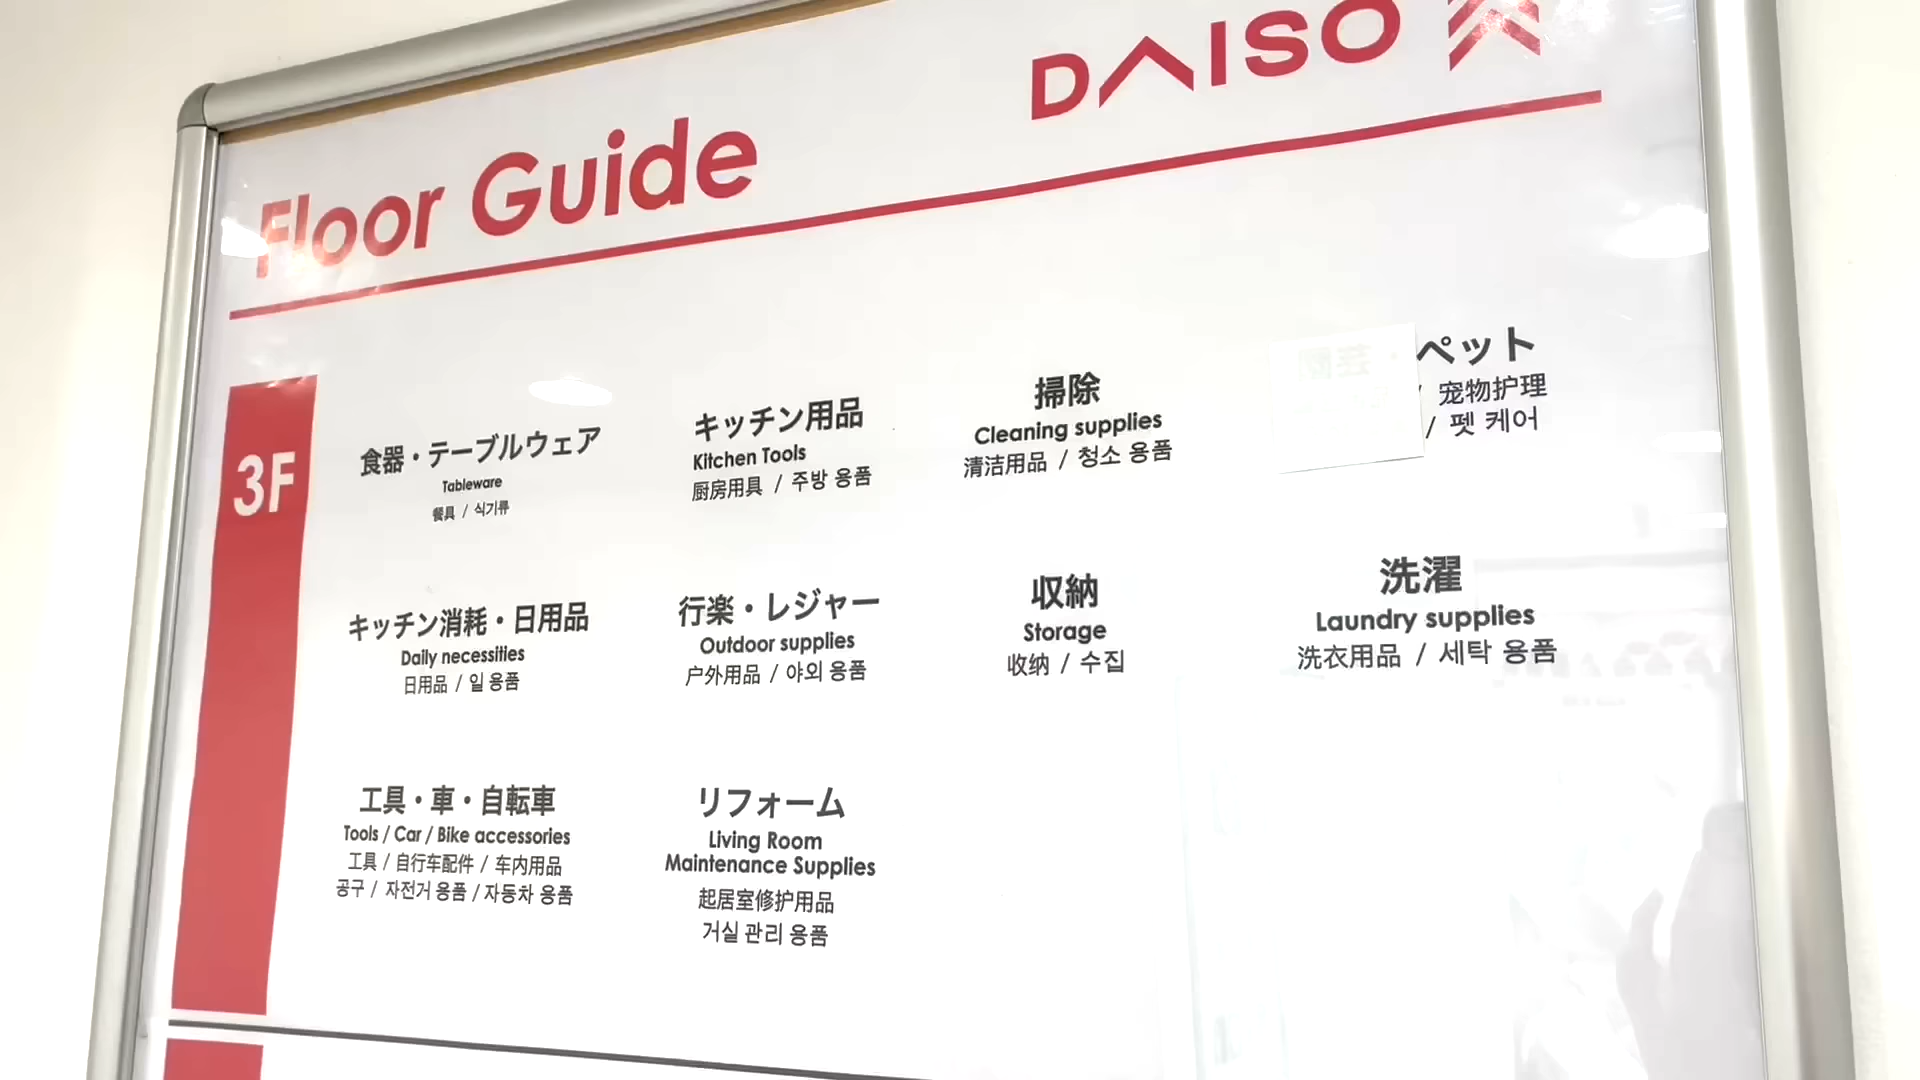 DAISO
Floor Guide
3F
食器・テーブルウェア
Tableware
餐具 / 식기류
キッチン用品
Kitchen Tools
厨房用具 / 주방 용품
掃除
Cleaning supplies
清洁用品 / 청소 용품
・ペット
/ 宠物护理
/ 펫 케어
キッチン消耗・日用品
Daily necessities
日用品 / 일 용품
行楽・レジャー
Outdoor supplies
户外用品 / 야외 용품
収納
Storage
收纳 / 수집
洗濯
Laundry supplies
洗衣用品 / 세탁 용품
工具・車・自転車
Tools / Car / Bike accessories
工具 / 自行车配件 / 车内用品
공구 / 자전거 용품 / 자동차 용품
リフォーム
Living Room
Maintenance Supplies
起居室修护用品
거실 관리 용품